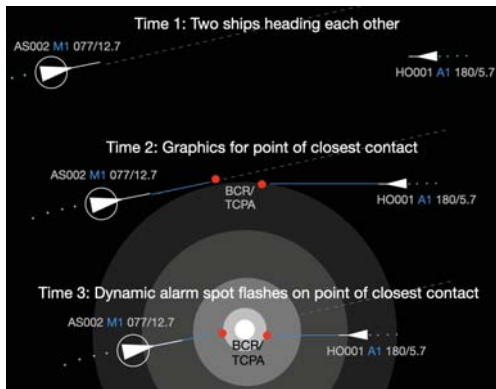 Time 1: Two ships heading each other
AS002 M1 077/12.7
HO001 A1 180/5.7
Time 2: Graphics for point of closest contact
AS002 M1 077/12.7
BCR/
TCPA
HO001 A1 180/5.7
Time 3: Dynamic alarm spot flashes on point of closest contact
AS002 M1 077/12.7
BCR/
TCPA
HO001 A1 180/5.7